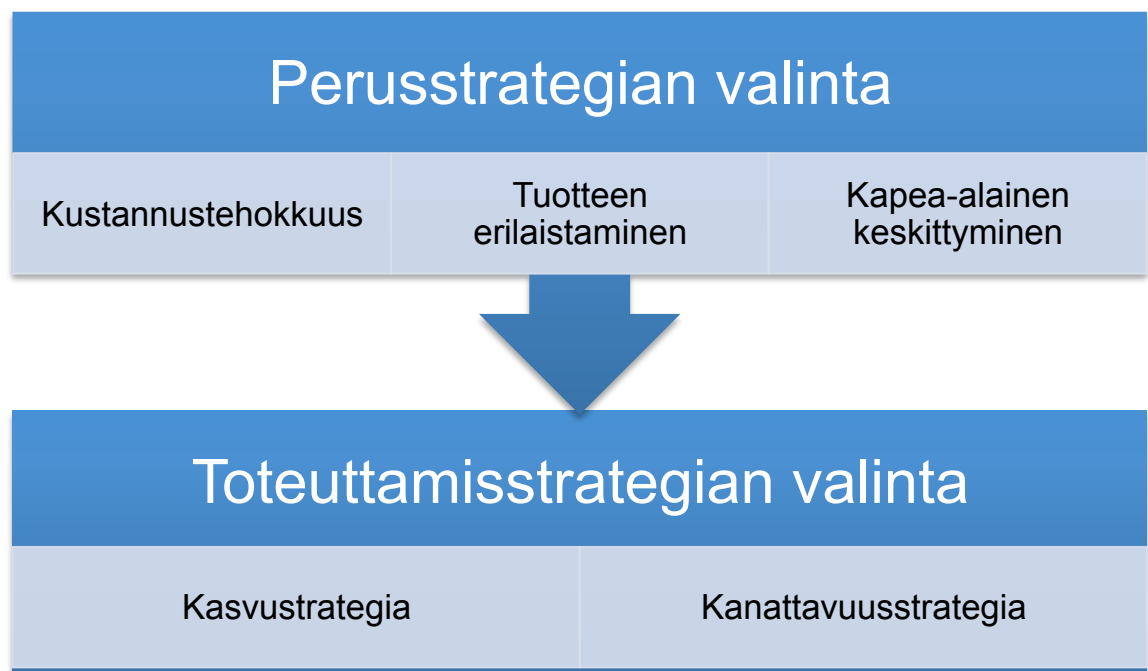 Perusstrategian valinta
Kustannustehokkuus
Tuotteen
erilaistaminen
Kapea-alainen
keskittyminen
Toteuttamisstrategian valinta
Kasvustrategia
Kanattavuusstrategia